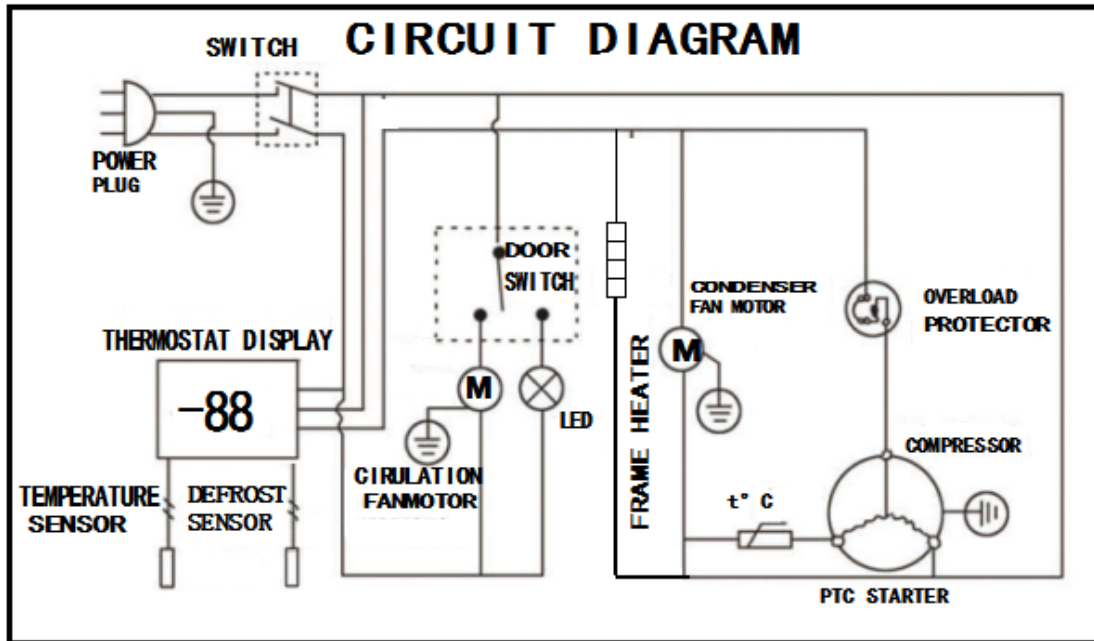 CIRCUIT DIAGRAM
SWITCH
POWER
PLUG
DOOR
SWITCH
CONDENSER
FAN MOTOR
OVERLOAD
PROTECTOR
THERMOSTAT DISPLAY
-88
M
M
LED
CIRULATION
FANMOTOR
FRAME HEATER
COMPRESSOR
TEMPERATURE
SENSOR
DEFROST
SENSOR
t° C
PTC STARTER